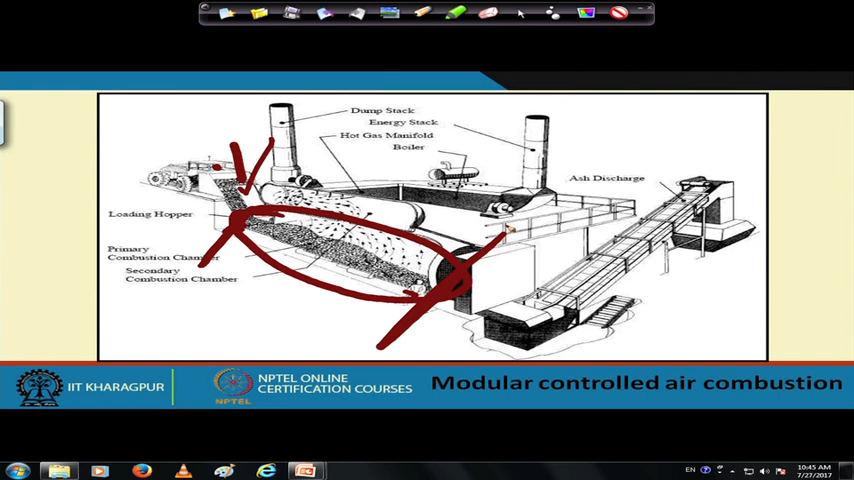 Dump Stack
Energy Stack
Hot Gas Manifold
Boiler
Ash Discharge
Loading Hopper
Primary
Combustion Chamber
Secondary
Combustion Chamber
IIT KHARAGPUR
NPTEL
NPTEL ONLINE
CERTIFICATION COURSES
Modular controlled air combustion
EN
10:45 AM
7/27/2017